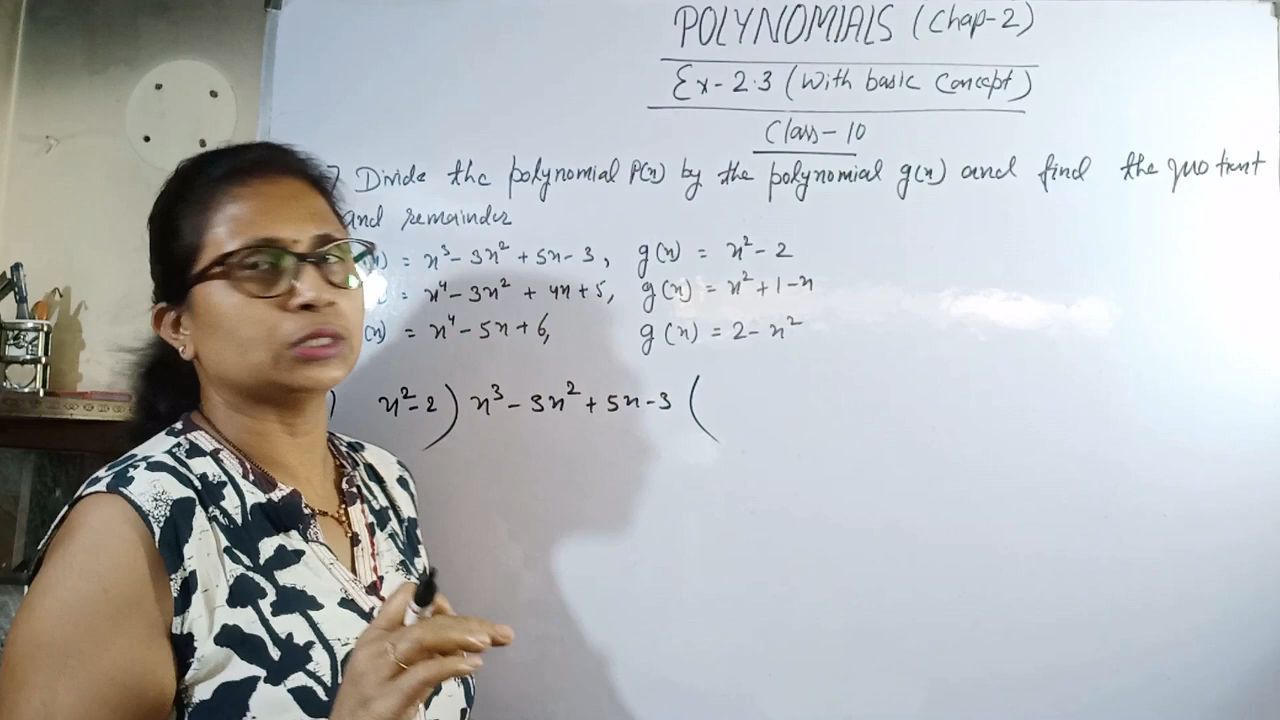 POLYNOMIALS (Chap-2)
Ex-2.3 (With basic Concept)
Class-10
Divide the polynomial P(x) by the polynomial g(x) and find the quotient
and remainder
(x) = x³ - 3x² + 5x - 3, g(x) = x² - 2
= x⁴ - 3x² + 4x + 5, g(x) = x² + 1 - x
(x) = x⁴ - 5x + 6, g(x) = 2 - x²
) x² - 2 ) x³ - 3x² + 5x - 3 (